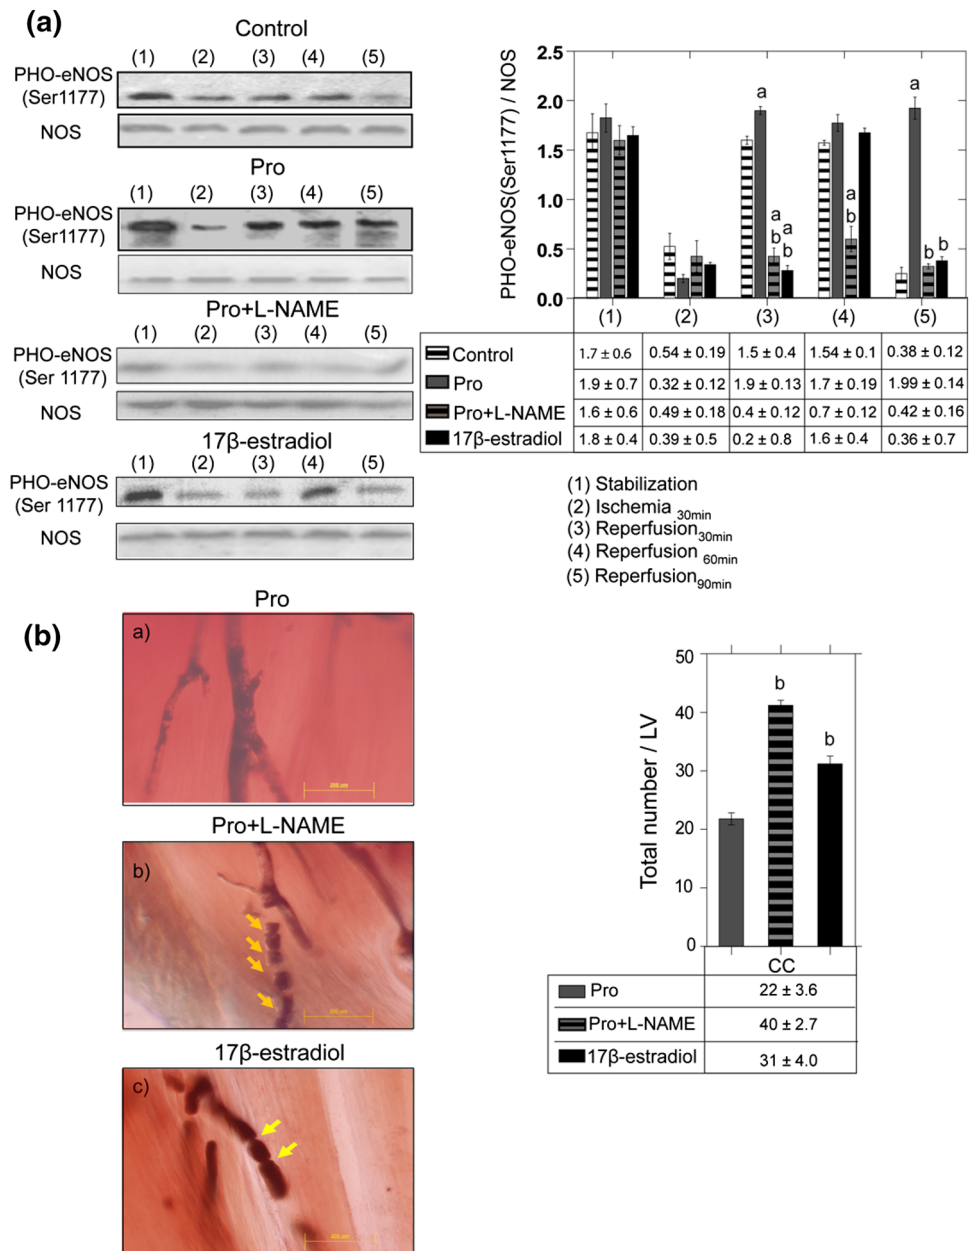 (a)
Control
(1) (2) (3) (4) (5)
PHO-eNOS
(Ser1177)
NOS
Pro
(1) (2) (3) (4) (5)
PHO-eNOS
(Ser1177)
NOS
Pro+L-NAME
(1) (2) (3) (4) (5)
PHO-eNOS
(Ser 1177)
NOS
17β-estradiol
(1) (2) (3) (4) (5)
PHO-eNOS
(Ser 1177)
NOS
PHO-eNOS(Ser1177) / NOS
2.5
2.0
1.5
1.0
0.5
0.0
a
a
b
a
b
a
b
a
b
b
(1) (2) (3) (4) (5)
Control 1.7 ± 0.6 0.54 ± 0.19 1.5 ± 0.4 1.54 ± 0.1 0.38 ± 0.12
Pro 1.9 ± 0.7 0.32 ± 0.12 1.9 ± 0.13 1.7 ± 0.19 1.99 ± 0.14
Pro+L-NAME 1.6 ± 0.6 0.49 ± 0.18 0.4 ± 0.12 0.7 ± 0.12 0.42 ± 0.16
17β-estradiol 1.8 ± 0.4 0.39 ± 0.5 0.2 ± 0.8 1.6 ± 0.4 0.36 ± 0.7
(1) Stabilization
(2) Ischemia 30min
(3) Reperfusion30min
(4) Reperfusion 60min
(5) Reperfusion90min
(b)
Pro
a)
Pro+L-NAME
b)
17β-estradiol
c)
Total number / LV
50
40
30
20
10
0
b
b
CC
Pro 22 ± 3.6
Pro+L-NAME 40 ± 2.7
17β-estradiol 31 ± 4.0